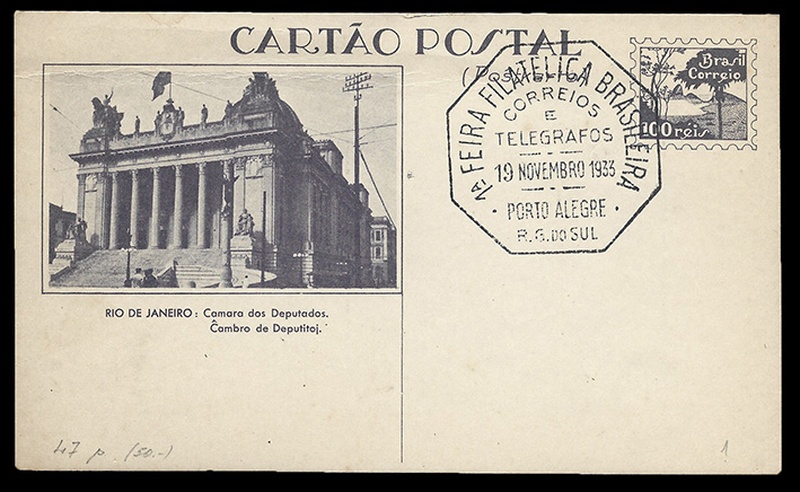 CARTÃO POSTAL
Brasil
Correio
100 réis
1ª FEIRA FILATELICA BRASILEIRA
CORREIOS
E
TELEGRAFOS
19 NOVEMBRO 1933
· PORTO ALEGRE ·
R. G. DO SUL
RIO DE JANEIRO: Camara dos Deputados.
Ĉambro de Deputitoj.
47 p (50.-)
1